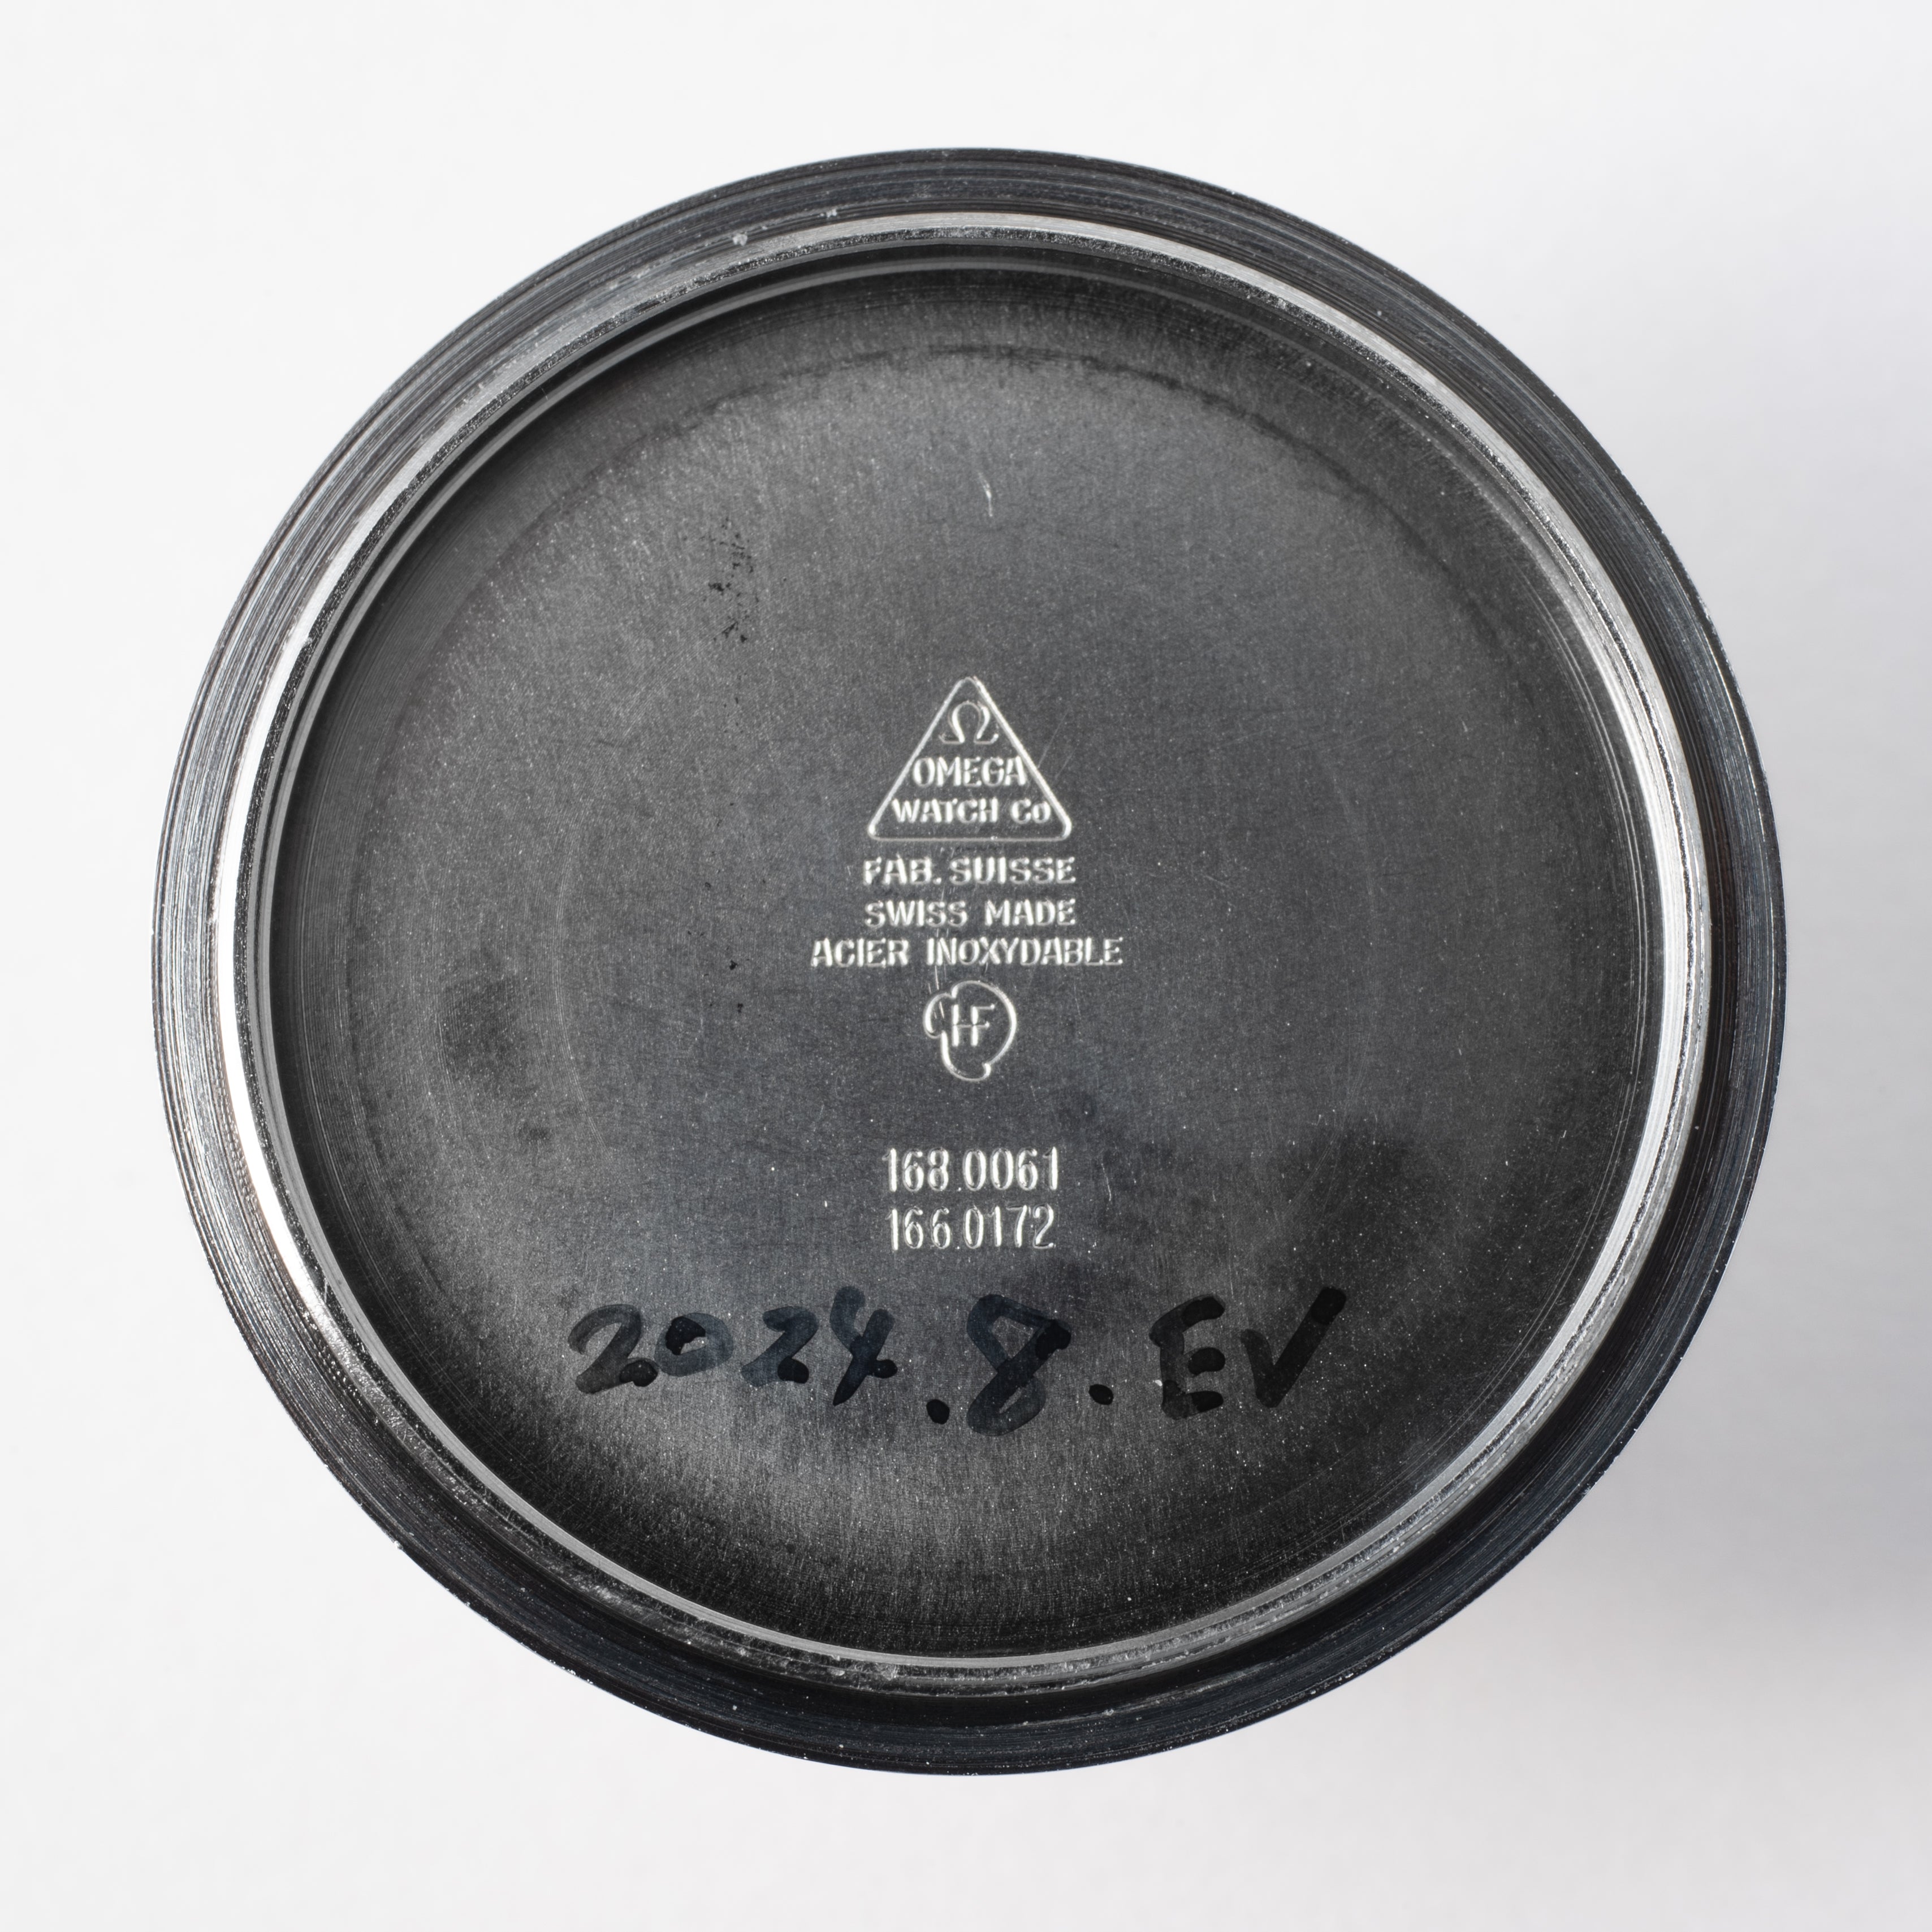 Ω
OMEGA
WATCH Co
FAB. SUISSE
SWISS MADE
ACIER INOXYDABLE
HF
168.0061
166.0172
2024.8.EV